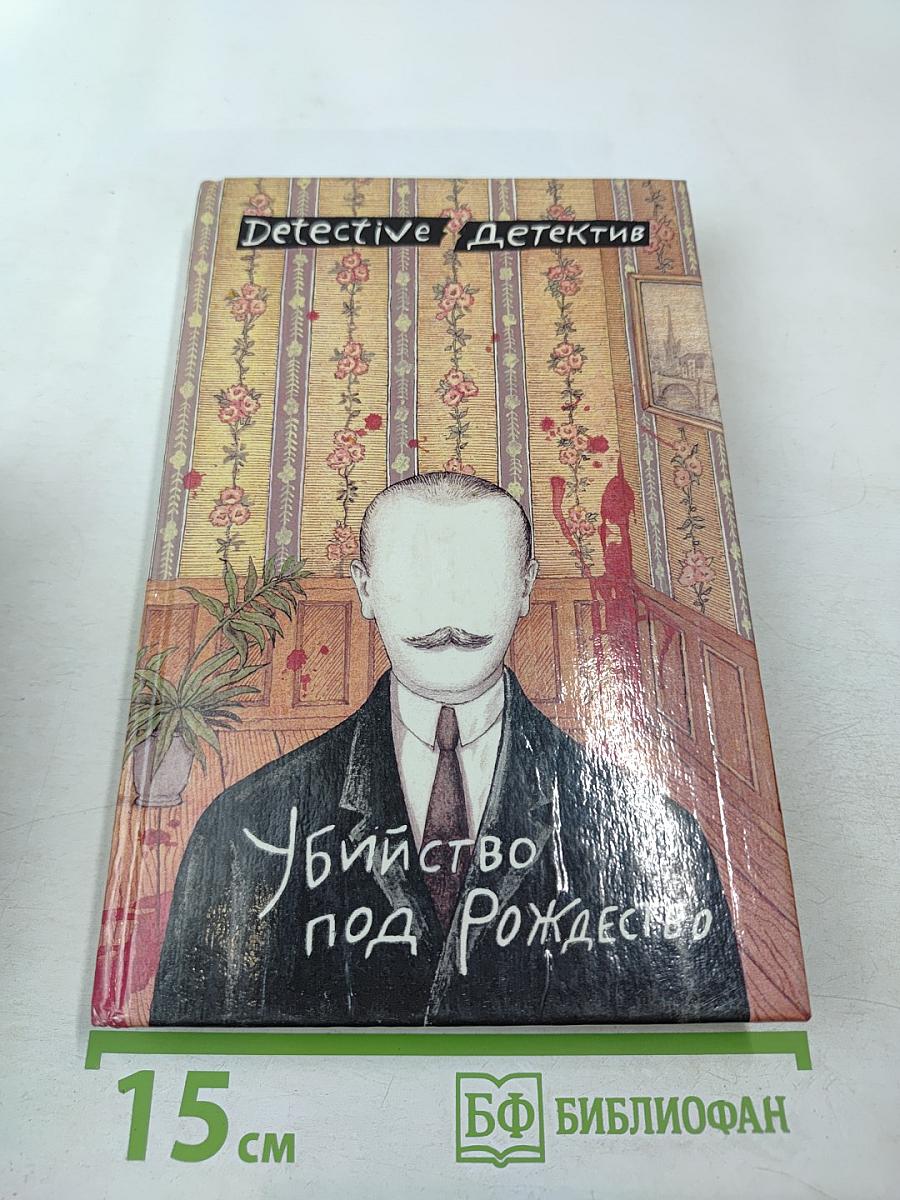 Detective Детектив
Убийство
под Рождество
15 см
БФ БИБЛИОФАН